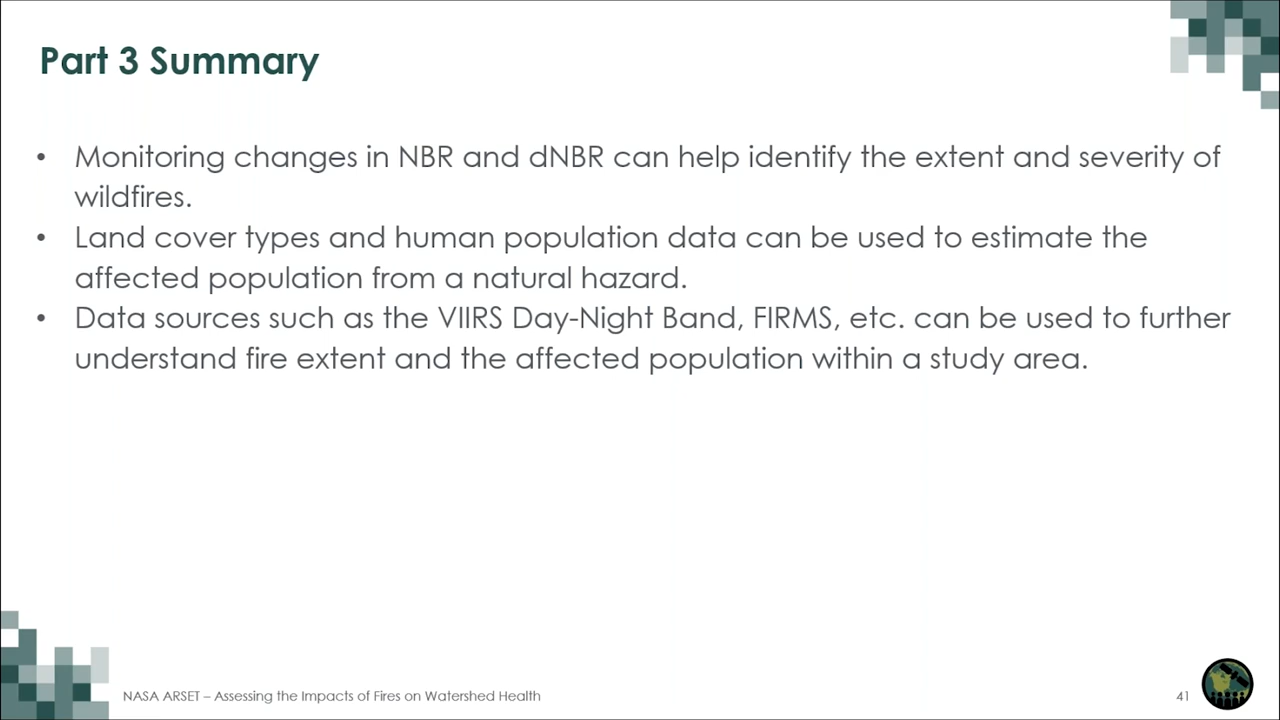 Part 3 Summary
• Monitoring changes in NBR and dNBR can help identify the extent and severity of
wildfires.
• Land cover types and human population data can be used to estimate the
affected population from a natural hazard.
• Data sources such as the VIIRS Day-Night Band, FIRMS, etc. can be used to further
understand fire extent and the affected population within a study area.
NASA ARSET – Assessing the Impacts of Fires on Watershed Health
41